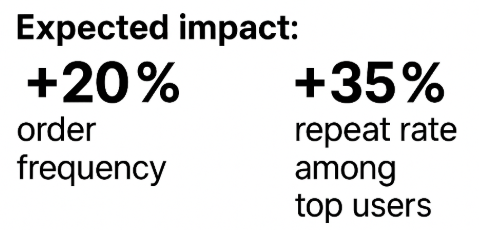 Expected impact:
+20%
order
frequency
+35%
repeat rate
among
top users